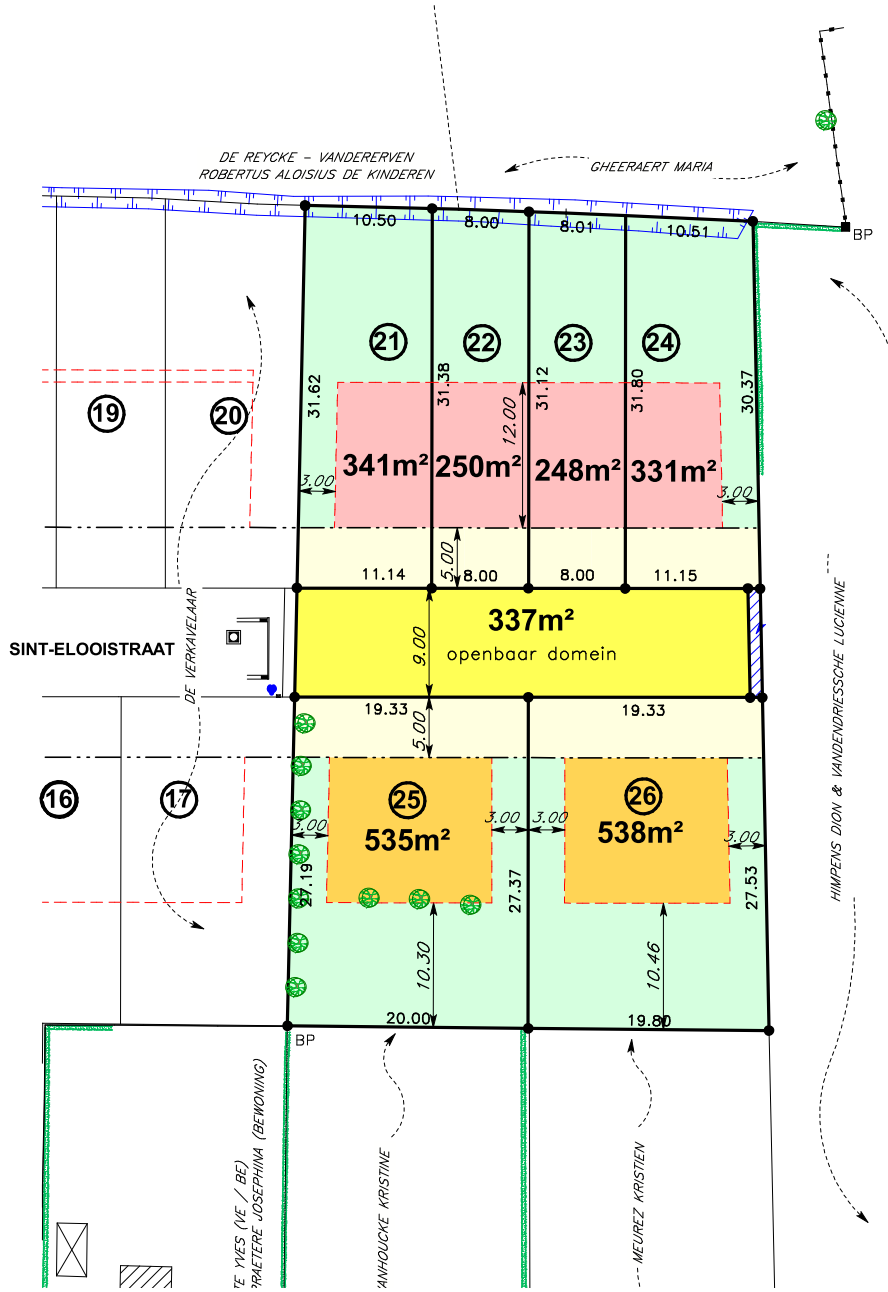 DE REYCKE - VANDERERVEN
ROBERTUS ALOISIUS DE KINDEREN
GHEERAERT MARIA
BP
10.50
8.00
8.01
10.51
21
22
23
24
31.62
31.38
31.12
31.80
30.37
19
20
12.00
341m²
250m²
248m²
331m²
3.00
3.00
5.00
11.14
8.00
8.00
11.15
SINT-ELOOISTRAAT
DE VERKAVELAAR
9.00
337m²
openbaar domein
HIMPENS DION & VANDENDRIESSCHE LUCIENNE
19.33
19.33
5.00
16
17
25
26
535m²
538m²
3.00
3.00
3.00
3.00
27.19
27.37
27.53
10.30
10.46
20.00
19.80
BP
TE YVES (VE / BE)
PRAETERE JOSEPHINA (BEWONING)
ANHOUCKE KRISTINE
MEUREZ KRISTIEN